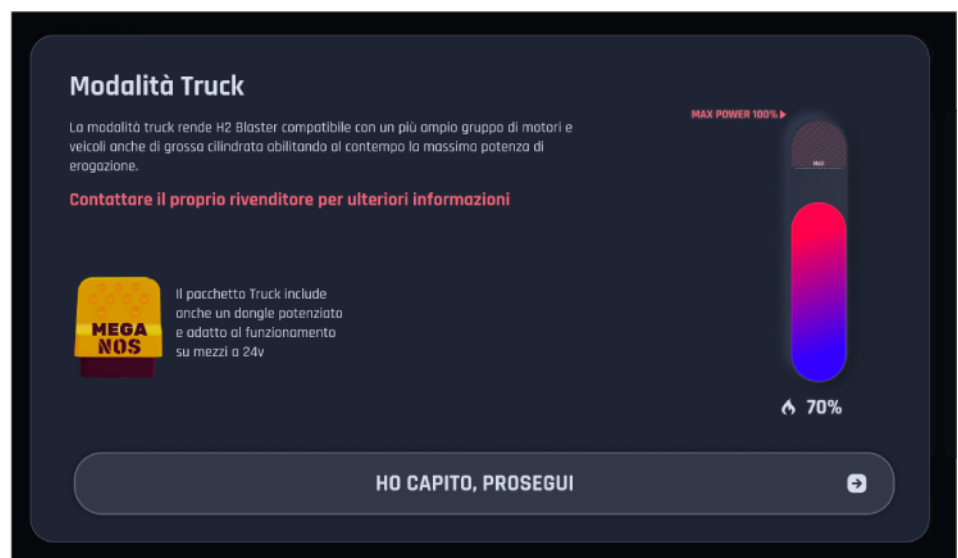 Modalità Truck
La modalità truck rende H2 Blaster compatibile con un più ampio gruppo di motori e
veicoli anche di grossa cilindrata abilitando al contempo la massima potenza di
erogazione.
Contattare il proprio rivenditore per ulteriori informazioni
MEGA
NOS
Il pacchetto Truck include
anche un dongle potenziato
e adatto al funzionamento
su mezzi a 24v
MAX POWER 100%
MAX
70%
HO CAPITO, PROSEGUI